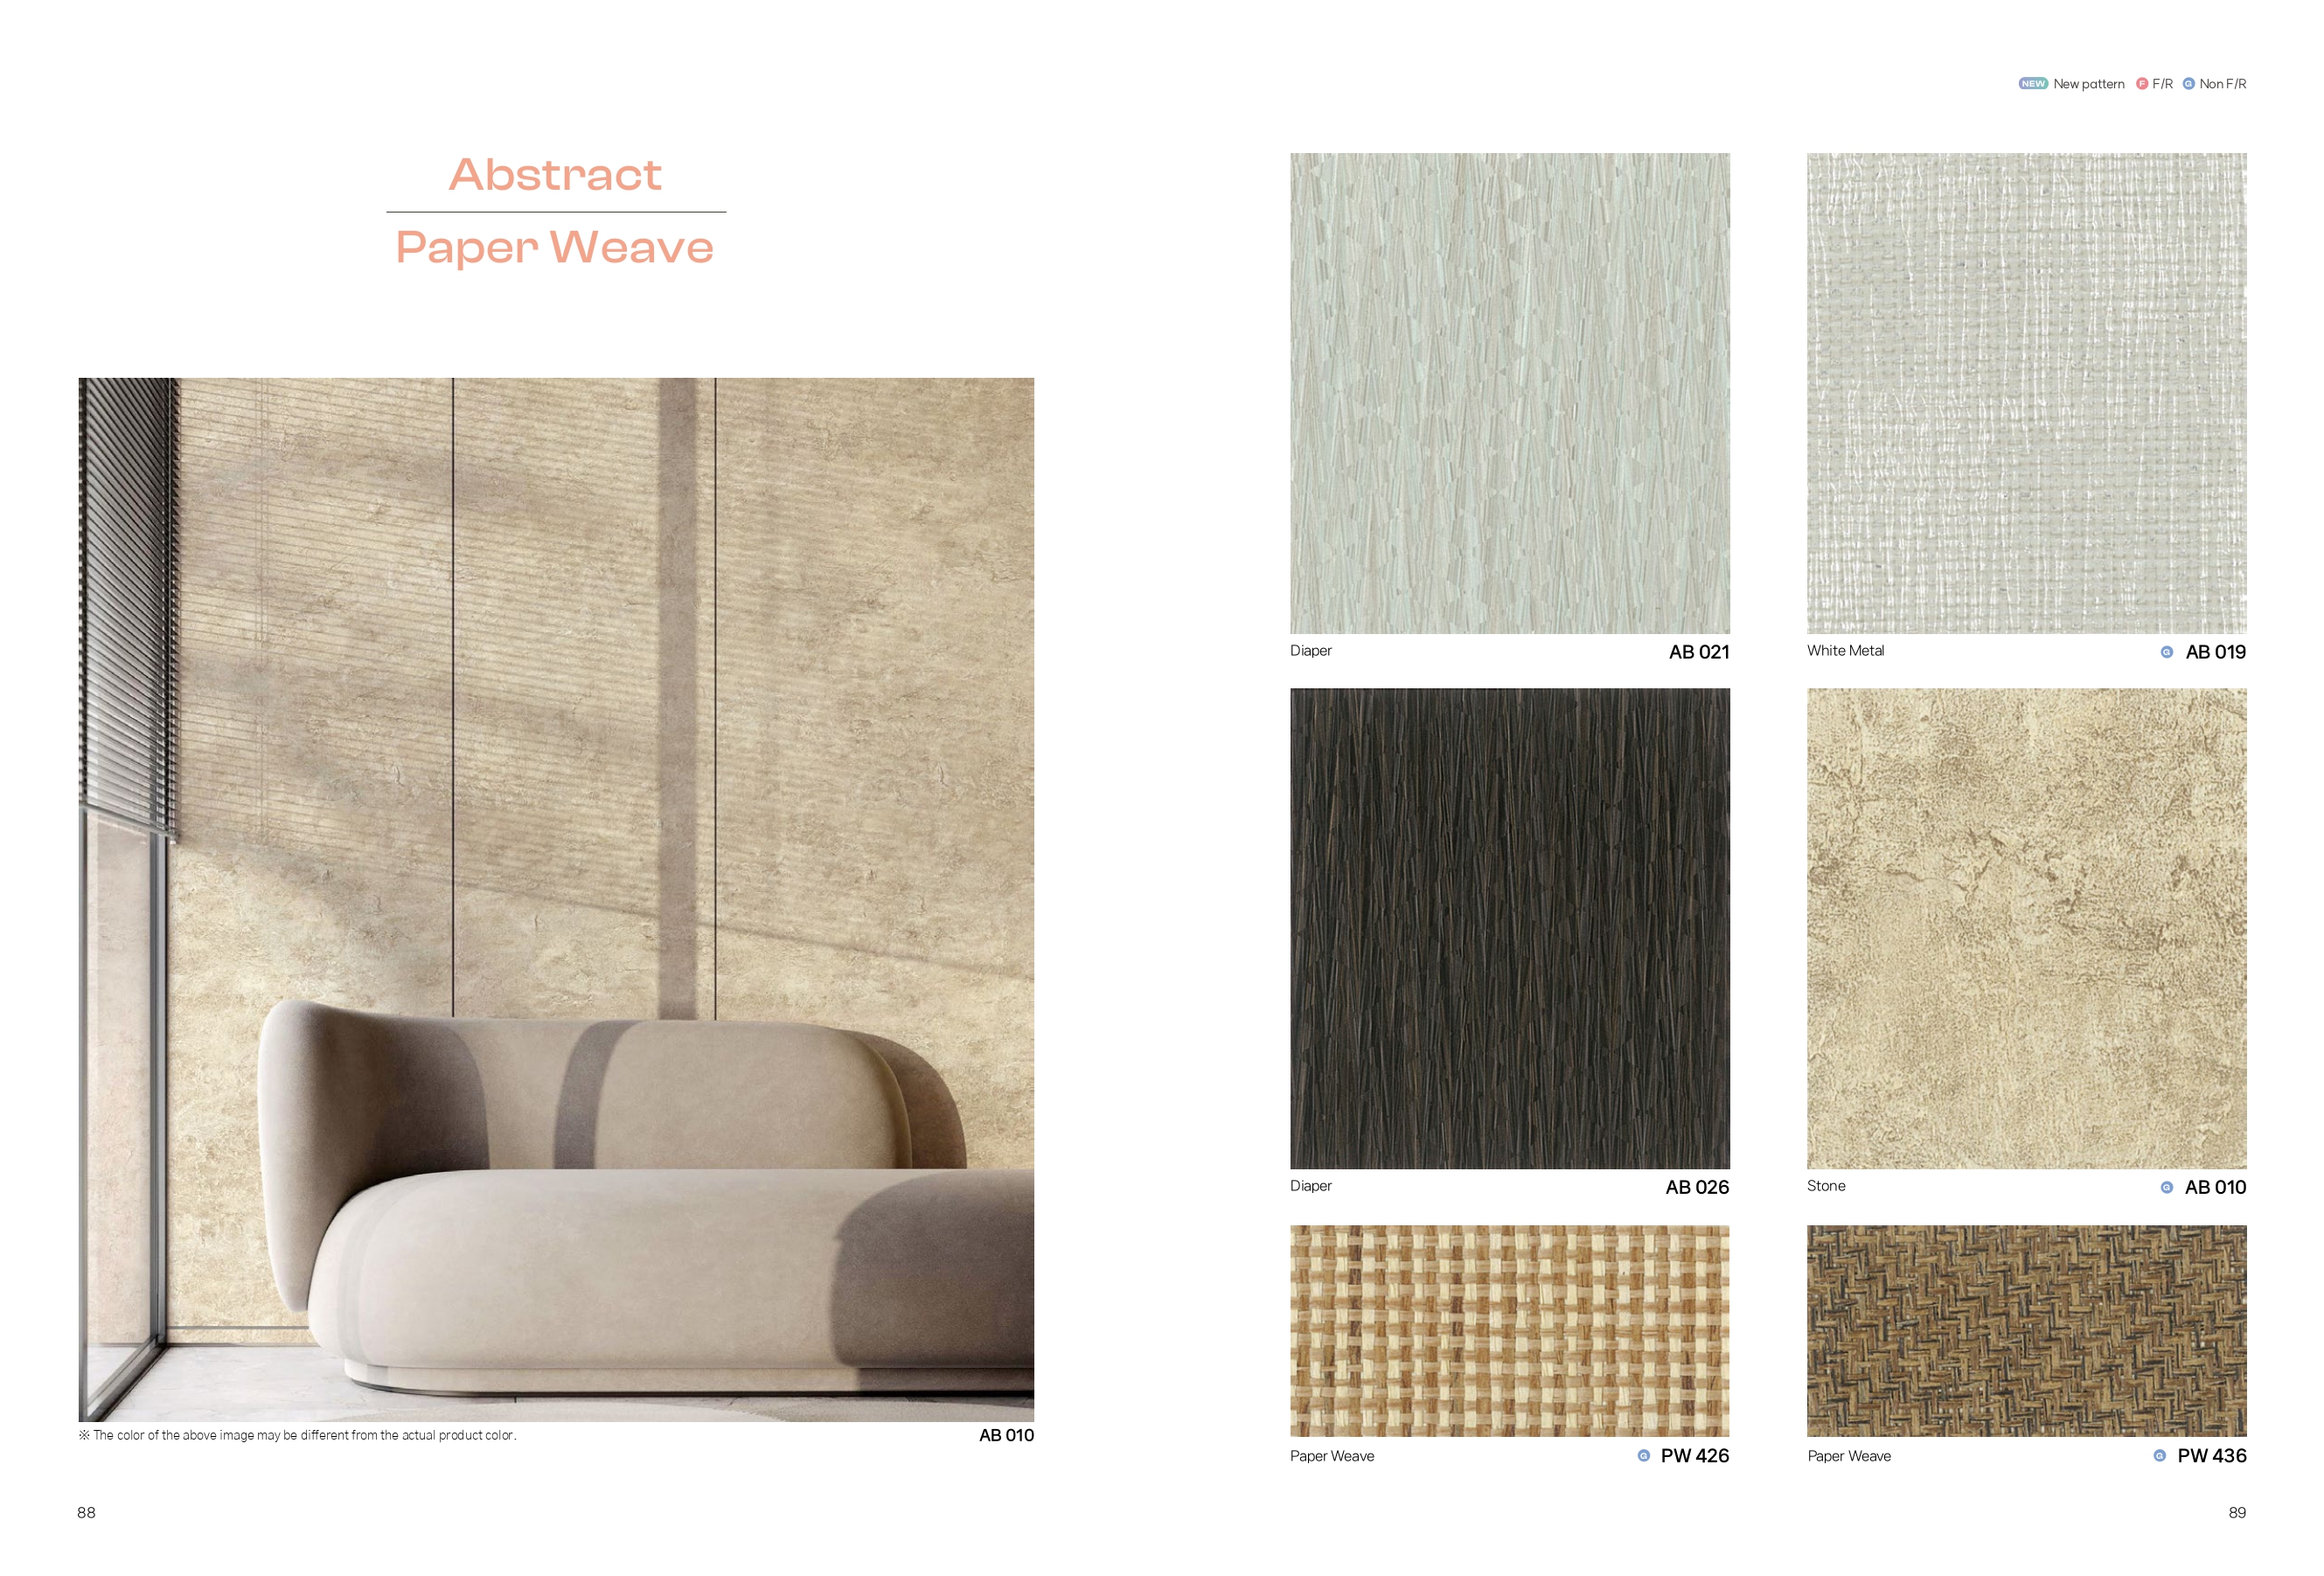 NEW New pattern F F/R G Non F/R
Abstract
Paper Weave
※ The color of the above image may be different from the actual product color.
AB 010
88
Diaper AB 021
White Metal G AB 019
Diaper AB 026
Stone G AB 010
Paper Weave G PW 426
Paper Weave G PW 436
89